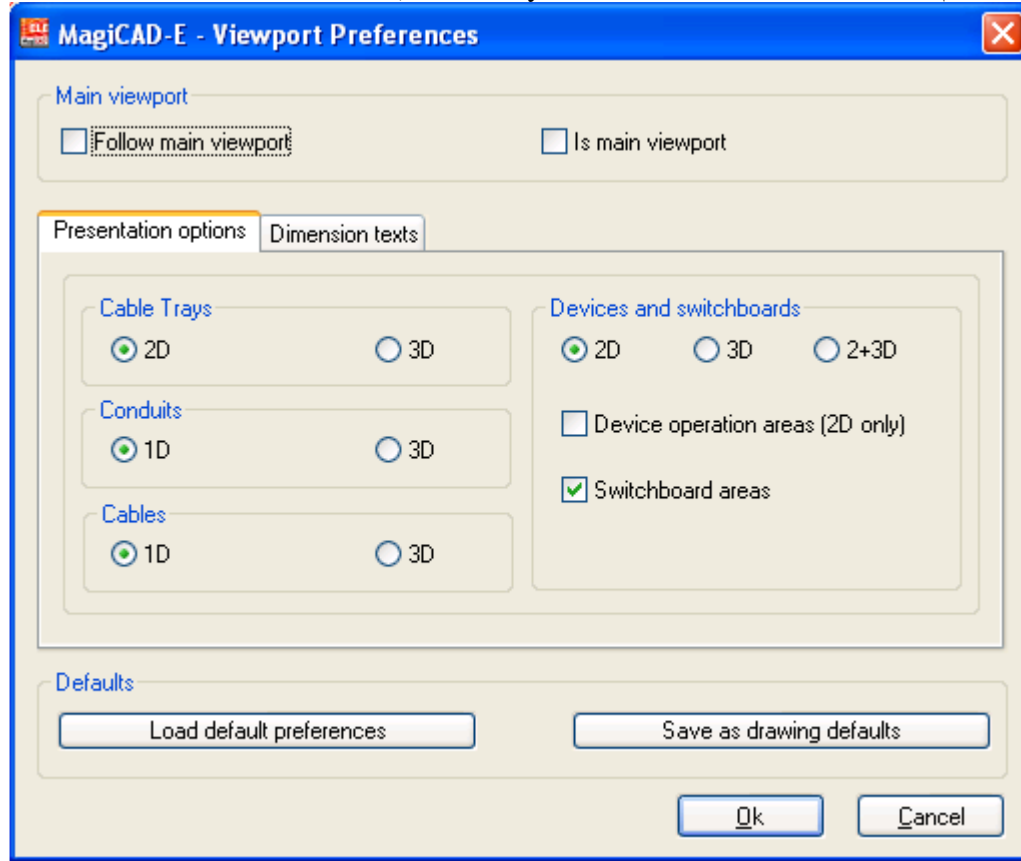 MagiCAD-E - Viewport Preferences
Main viewport
Follow main viewport
Is main viewport
Presentation options
Dimension texts
Cable Trays
2D
3D
Conduits
1D
3D
Cables
1D
3D
Devices and switchboards
2D
3D
2+3D
Device operation areas (2D only)
Switchboard areas
Defaults
Load default preferences
Save as drawing defaults
Ok
Cancel